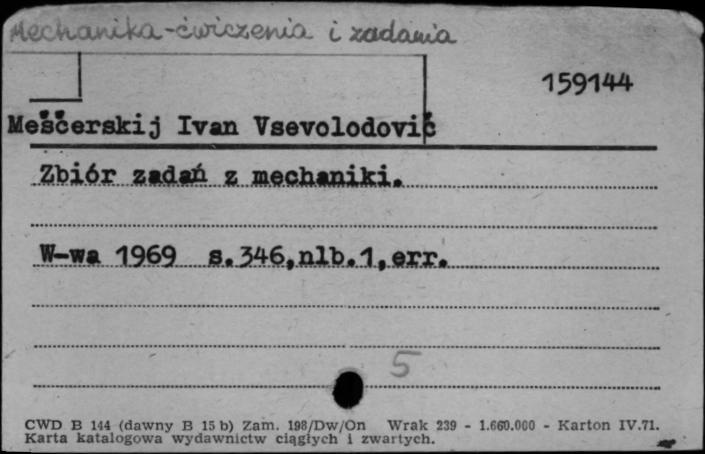 Mechanika-ćwiczenia i zadania
159144
Meščerskij Ivan Vsevolodovič
Zbiór zadań z mechaniki.
W-wa 1969 s.346,nlb.1,err.
5
CWD B 144 (dawny B 15 b) Zam. 198/Dw/On Wrak 239 - 1.660.000 - Karton IV.71.
Karta katalogowa wydawnictw ciągłych i zwartych.